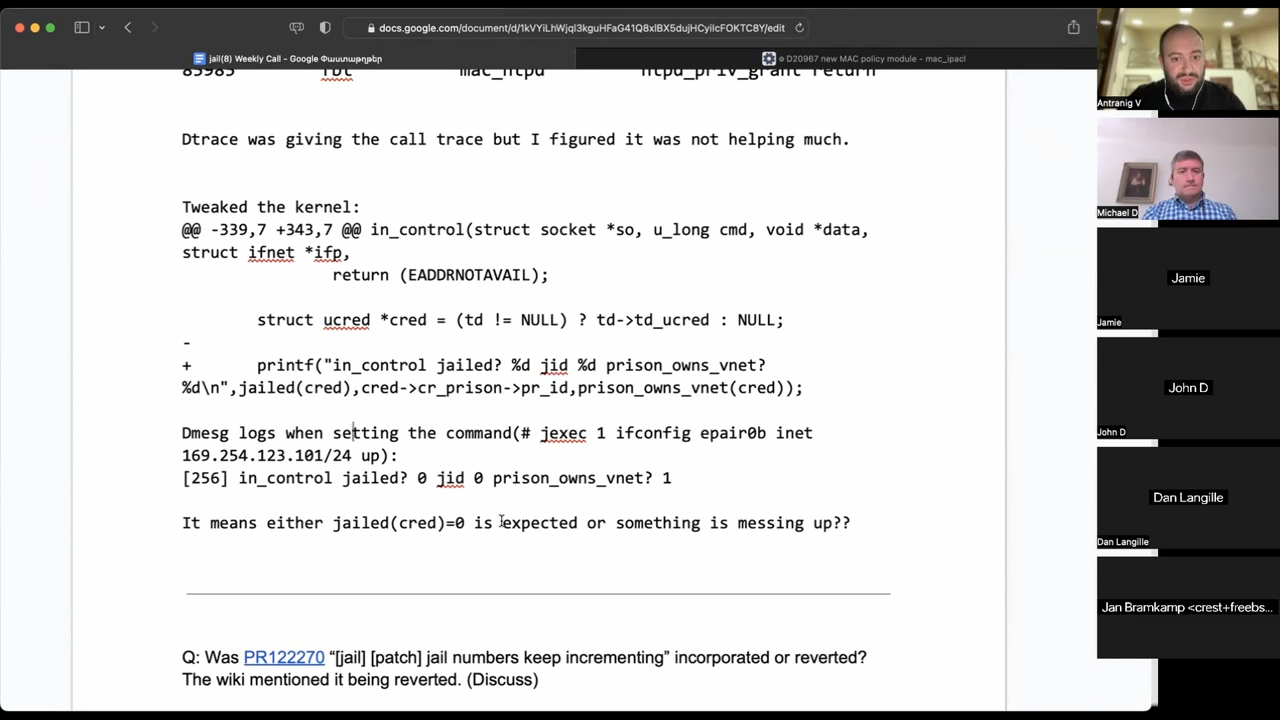 docs.google.com/document/d/1kVYiLhWjqI3kguHFaG41Q8xlBX5dujHCyilcFOKTC8Y/edit
jail(8) Weekly Call - Google Փաստաթղթեր
D20967 new MAC policy module - mac_ipacl
85985 rbt mac_ntpd ntpd_priv_grant return
Dtrace was giving the call trace but I figured it was not helping much.
Tweaked the kernel:
@@ -339,7 +343,7 @@ in_control(struct socket *so, u_long cmd, void *data,
struct ifnet *ifp,
return (EADDRNOTAVAIL);
struct ucred *cred = (td != NULL) ? td->td_ucred : NULL;
-
+ printf("in_control jailed? %d jid %d prison_owns_vnet?
%d\n",jailed(cred),cred->cr_prison->pr_id,prison_owns_vnet(cred));
Dmesg logs when setting the command(# jexec 1 ifconfig epair0b inet
169.254.123.101/24 up):
[256] in_control jailed? 0 jid 0 prison_owns_vnet? 1
It means either jailed(cred)=0 is expected or something is messing up??
Q: Was PR122270 “[jail] [patch] jail numbers keep incrementing” incorporated or reverted?
The wiki mentioned it being reverted. (Discuss)
Antranig V
Michael D
Jamie
Jamie
John D
John D
Dan Langille
Dan Langille
Jan Bramkamp <crest+freebs...